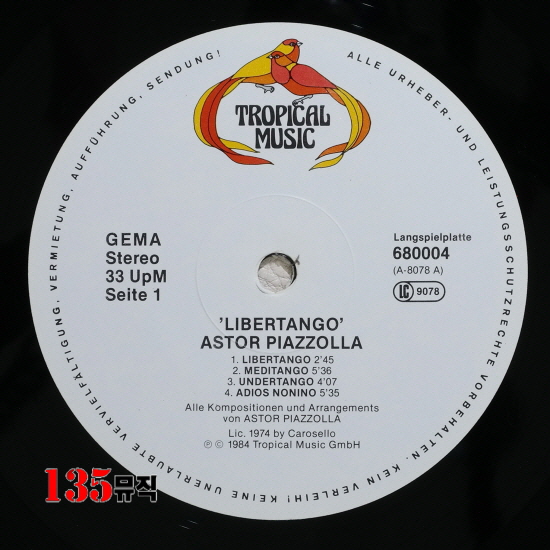 TROPICAL
MUSIC
ALLE URHEBER- UND LEISTUNGSSCHUTZRECHTE VORBEHALTEN. KEIN VERLEIH! KEINE UNERLAUBTE VERVIELFÄLTIGUNG, VERMIETUNG, AUFFÜHRUNG, SENDUNG!
GEMA
Stereo
33 UpM
Seite 1
Langspielplatte
680004
(A-8078 A)
LC 9078
'LIBERTANGO'
ASTOR PIAZZOLLA
1. LIBERTANGO 2'45
2. MEDITANGO 5'36
3. UNDERTANGO 4'07
4. ADIOS NONINO 5'35
Alle Kompositionen und Arrangements
von ASTOR PIAZZOLLA
Lic. 1974 by Carosello
℗ © 1984 Tropical Music GmbH
135뮤직